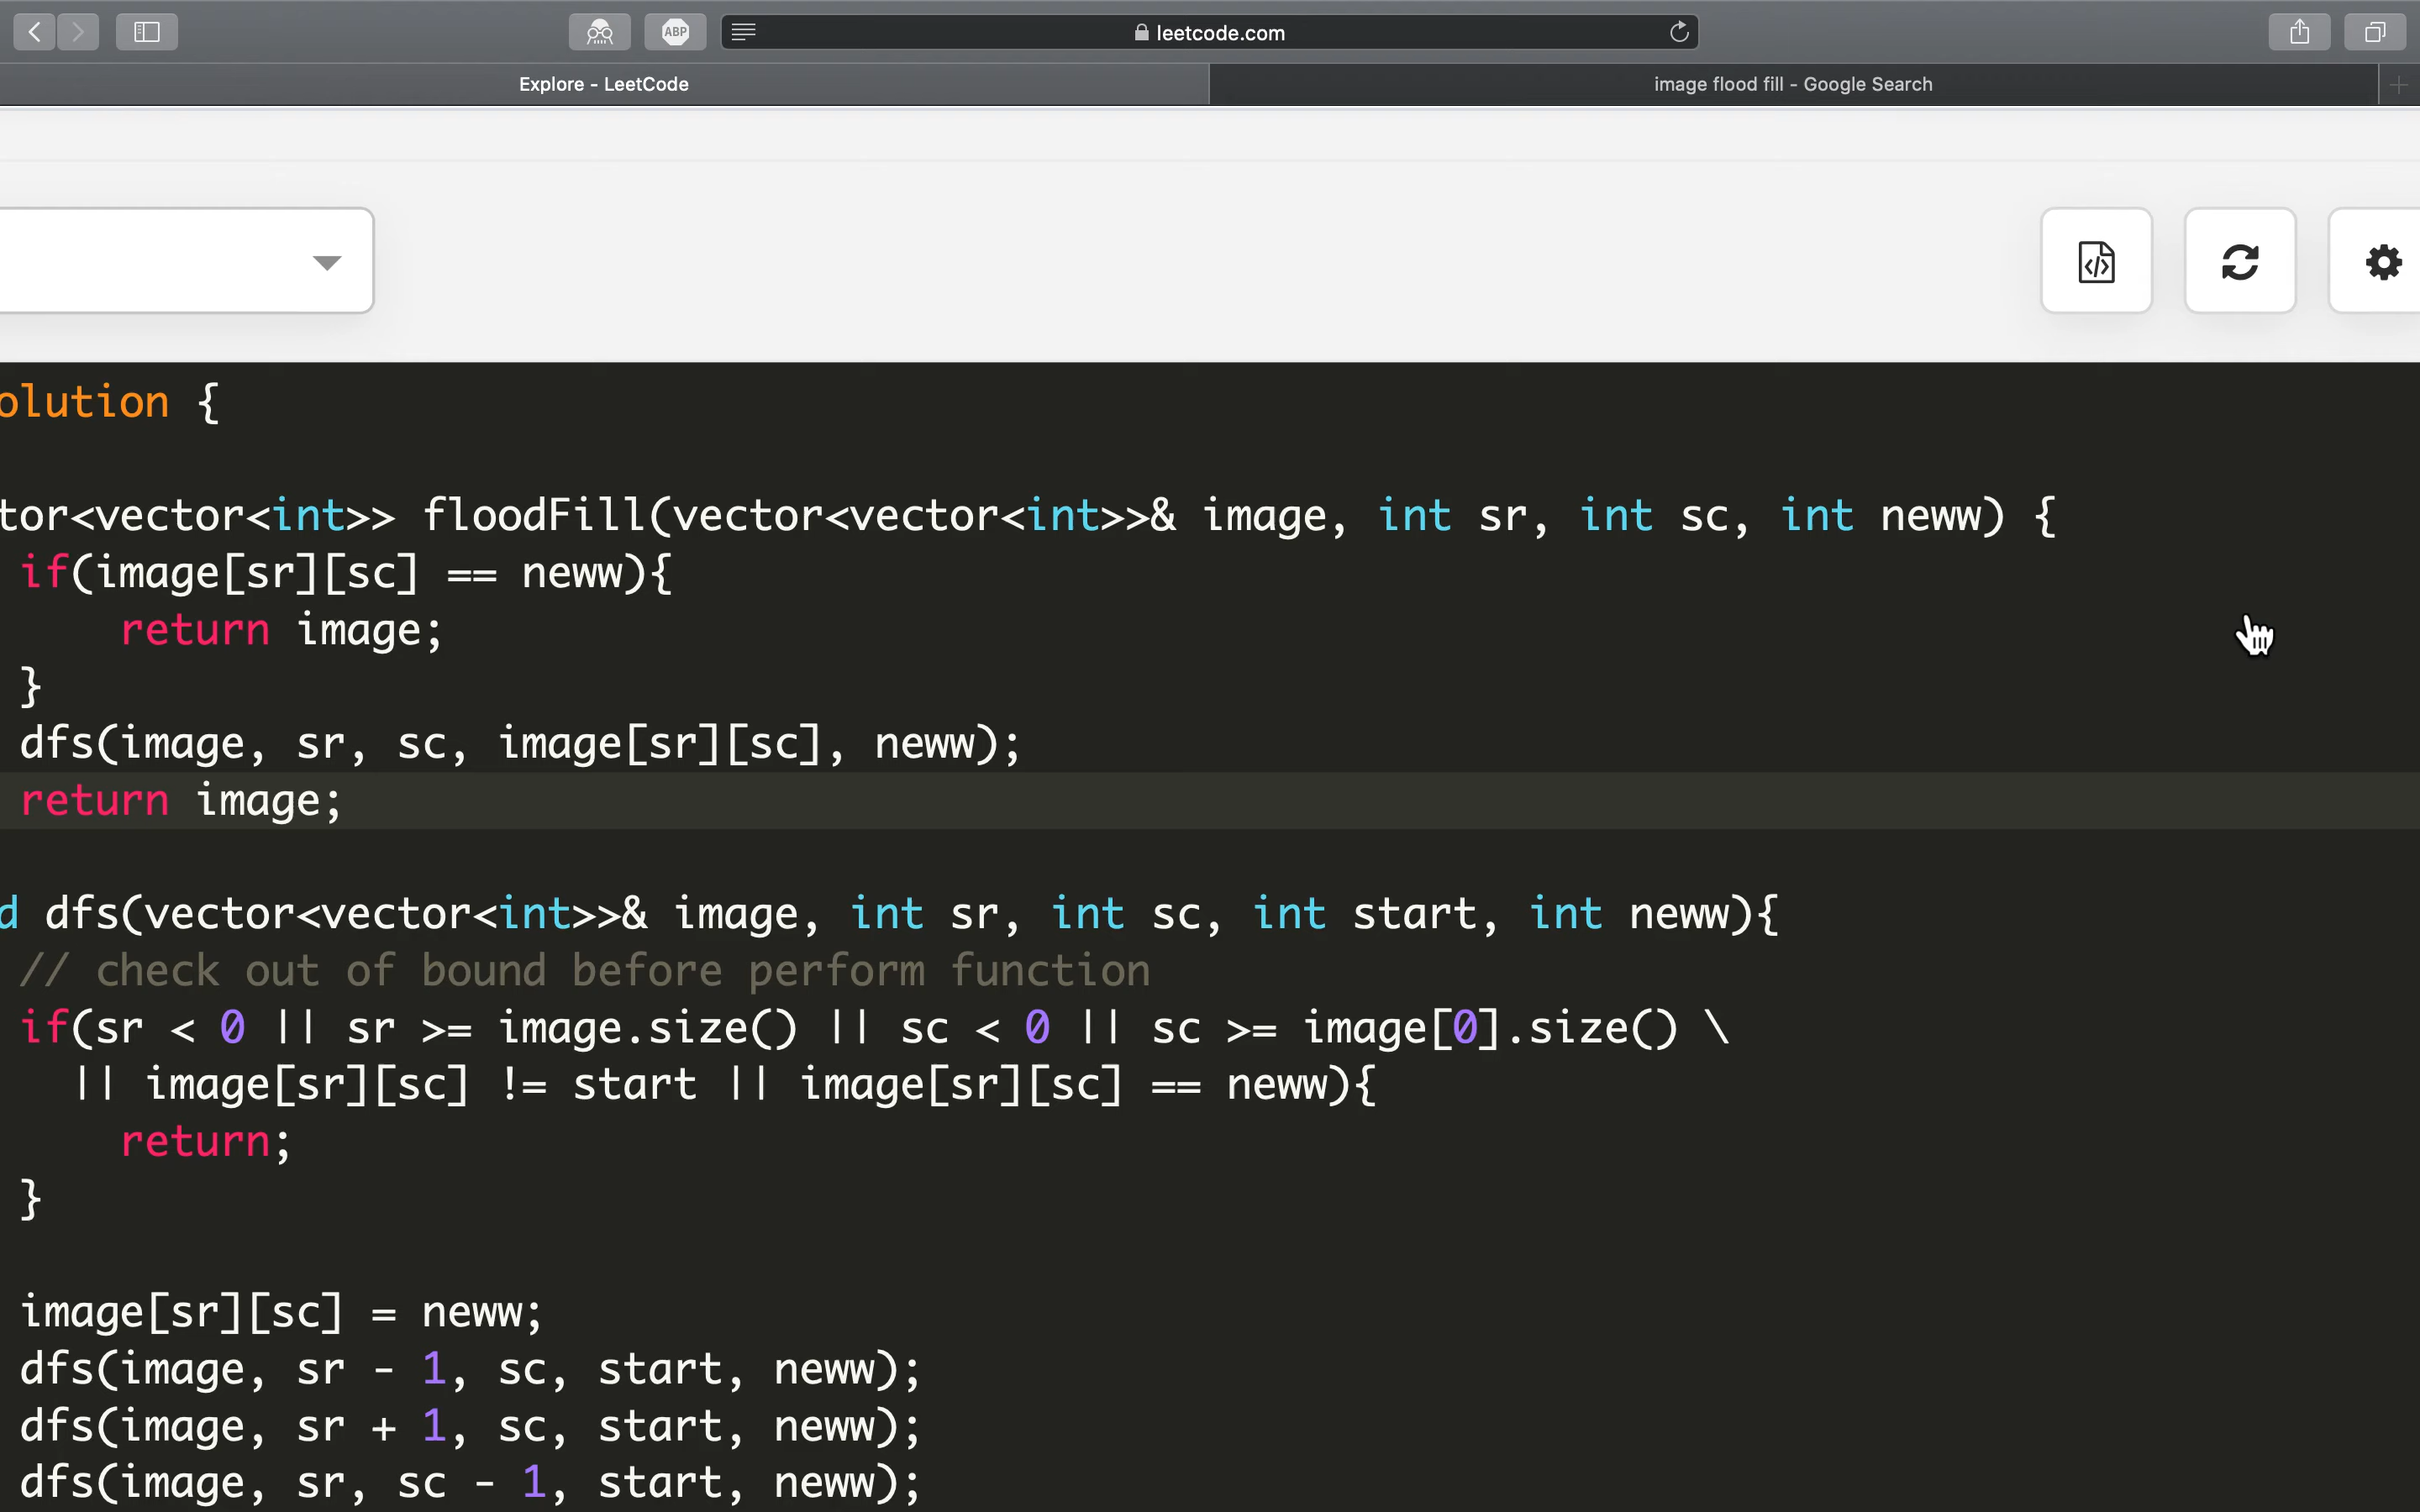 ABP
leetcode.com
Explore - LeetCode
image flood fill - Google Search
olution {
tor<vector<int>> floodFill(vector<vector<int>>& image, int sr, int sc, int neww) {
if(image[sr][sc] == neww){
return image;
}
dfs(image, sr, sc, image[sr][sc], neww);
return image;
d dfs(vector<vector<int>>& image, int sr, int sc, int start, int neww){
// check out of bound before perform function
if(sr < 0 || sr >= image.size() || sc < 0 || sc >= image[0].size() \
|| image[sr][sc] != start || image[sr][sc] == neww){
return;
}
image[sr][sc] = neww;
dfs(image, sr - 1, sc, start, neww);
dfs(image, sr + 1, sc, start, neww);
dfs(image, sr, sc - 1, start, neww);